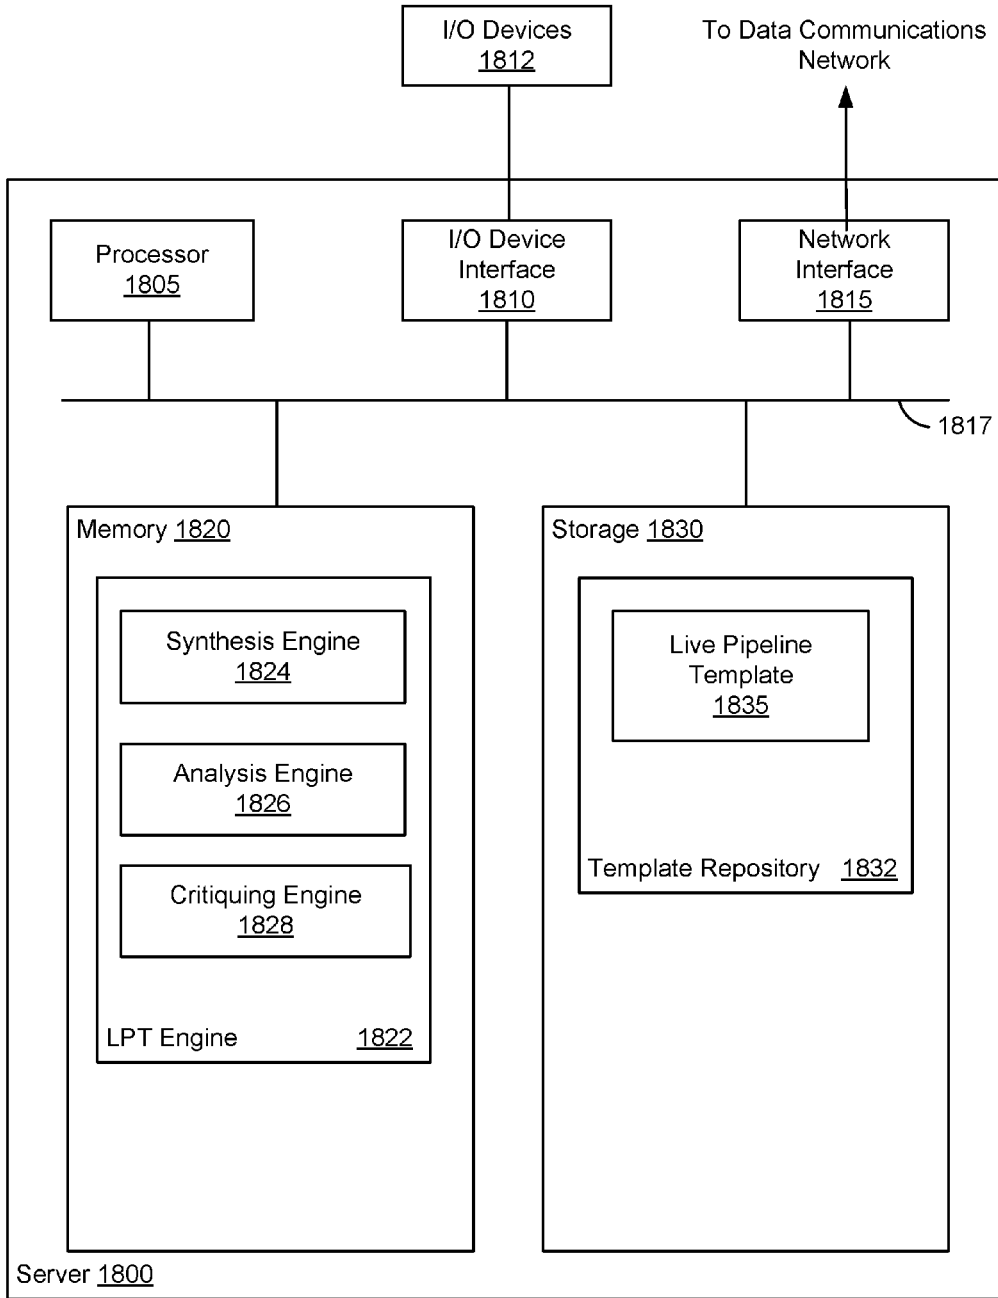 I/O Devices
1812
To Data Communications
Network
Processor
1805
I/O Device
Interface
1810
Network
Interface
1815
1817
Memory 1820
Synthesis Engine
1824
Analysis Engine
1826
Critiquing Engine
1828
LPT Engine 1822
Storage 1830
Live Pipeline
Template
1835
Template Repository 1832
Server 1800